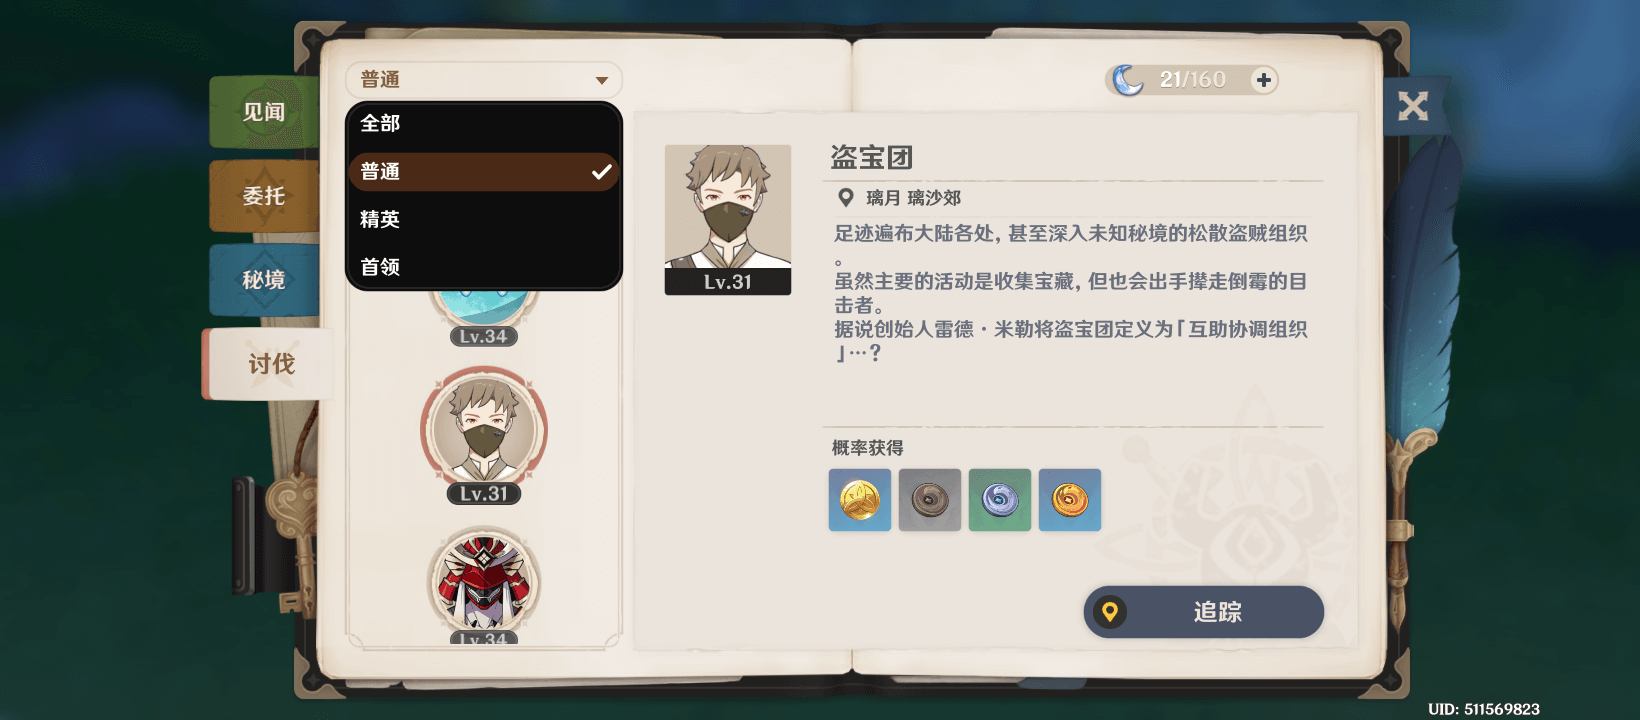 普通
21/160
全部
普通
精英
首领
见闻
委托
秘境
讨伐
Lv.34
Lv.31
Lv.34
盗宝团
Lv.31
璃月 璃沙郊
足迹遍布大陆各处, 甚至深入未知秘境的松散盗贼组织
。
虽然主要的活动是收集宝藏, 但也会出手撵走倒霉的目
击者。
据说创始人雷德·米勒将盗宝团定义为「互助协调组织
」…?
概率获得
追踪
UID: 511569823